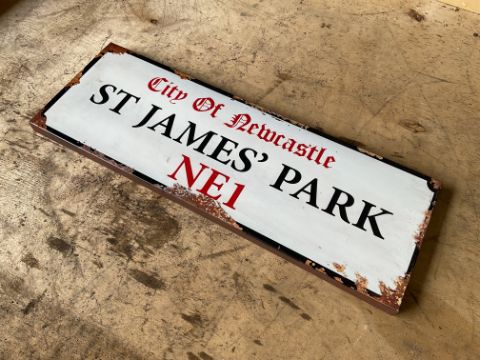 City Of Newcastle
ST JAMES’ PARK
NE1